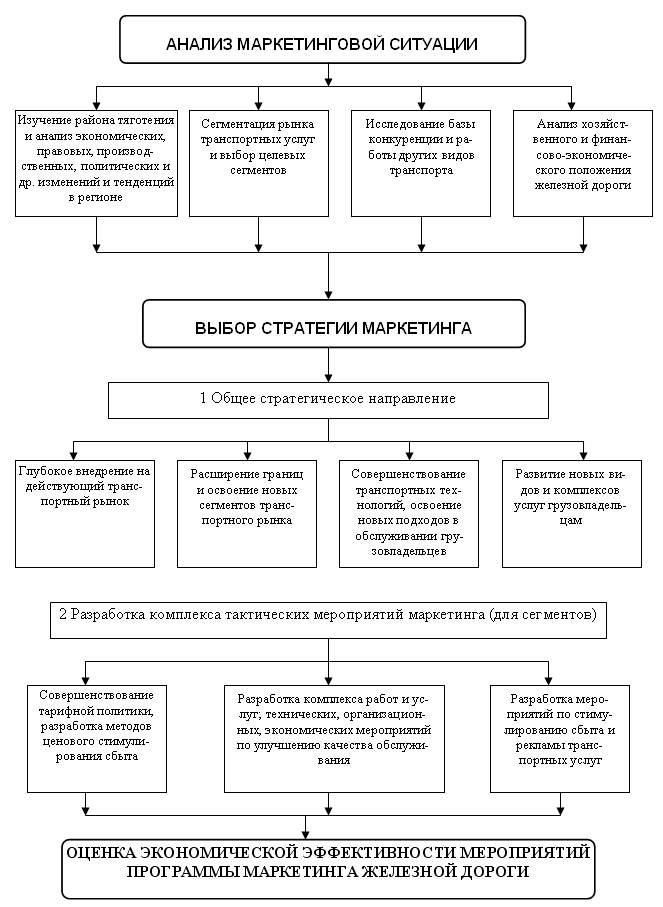 АНАЛИЗ МАРКЕТИНГОВОЙ СИТУАЦИИ
Изучение района тяготения
и анализ экономических,
правовых, производ-
ственных, политических и
др. изменений и тенденций
в регионе
Сегментация рынка
транспортных услуг
и выбор целевых
сегментов
Исследование базы
конкуренции и ра-
боты других видов
транспорта
Анализ хозяйст-
венного и финан-
сово-экономиче-
ского положения
железной дороги
ВЫБОР СТРАТЕГИИ МАРКЕТИНГА
1 Общее стратегическое направление
Глубокое внедрение на
действующий транс-
портный рынок
Расширение границ
и освоение новых
сегментов транс-
портного рынка
Совершенствование
транспортных тех-
нологий, освоение
новых подходов в
обслуживании гру-
зовладельцев
Развитие новых ви-
дов и комплексов
услуг грузовладель-
цам
2 Разработка комплекса тактических мероприятий маркетинга (для сегментов)
Совершенствование
тарифной политики,
разработка методов
ценового стимули-
рования сбыта
Разработка комплекса работ и ус-
луг; технических, организацион-
ных, экономических мероприятий
по улучшению качества обслужи-
вания
Разработка меро-
приятий по стиму-
лированию сбыта и
рекламы транс-
портных услуг
ОЦЕНКА ЭКОНОМИЧЕСКОЙ ЭФФЕКТИВНОСТИ МЕРОПРИЯТИЙ
ПРОГРАММЫ МАРКЕТИНГА ЖЕЛЕЗНОЙ ДОРОГИ